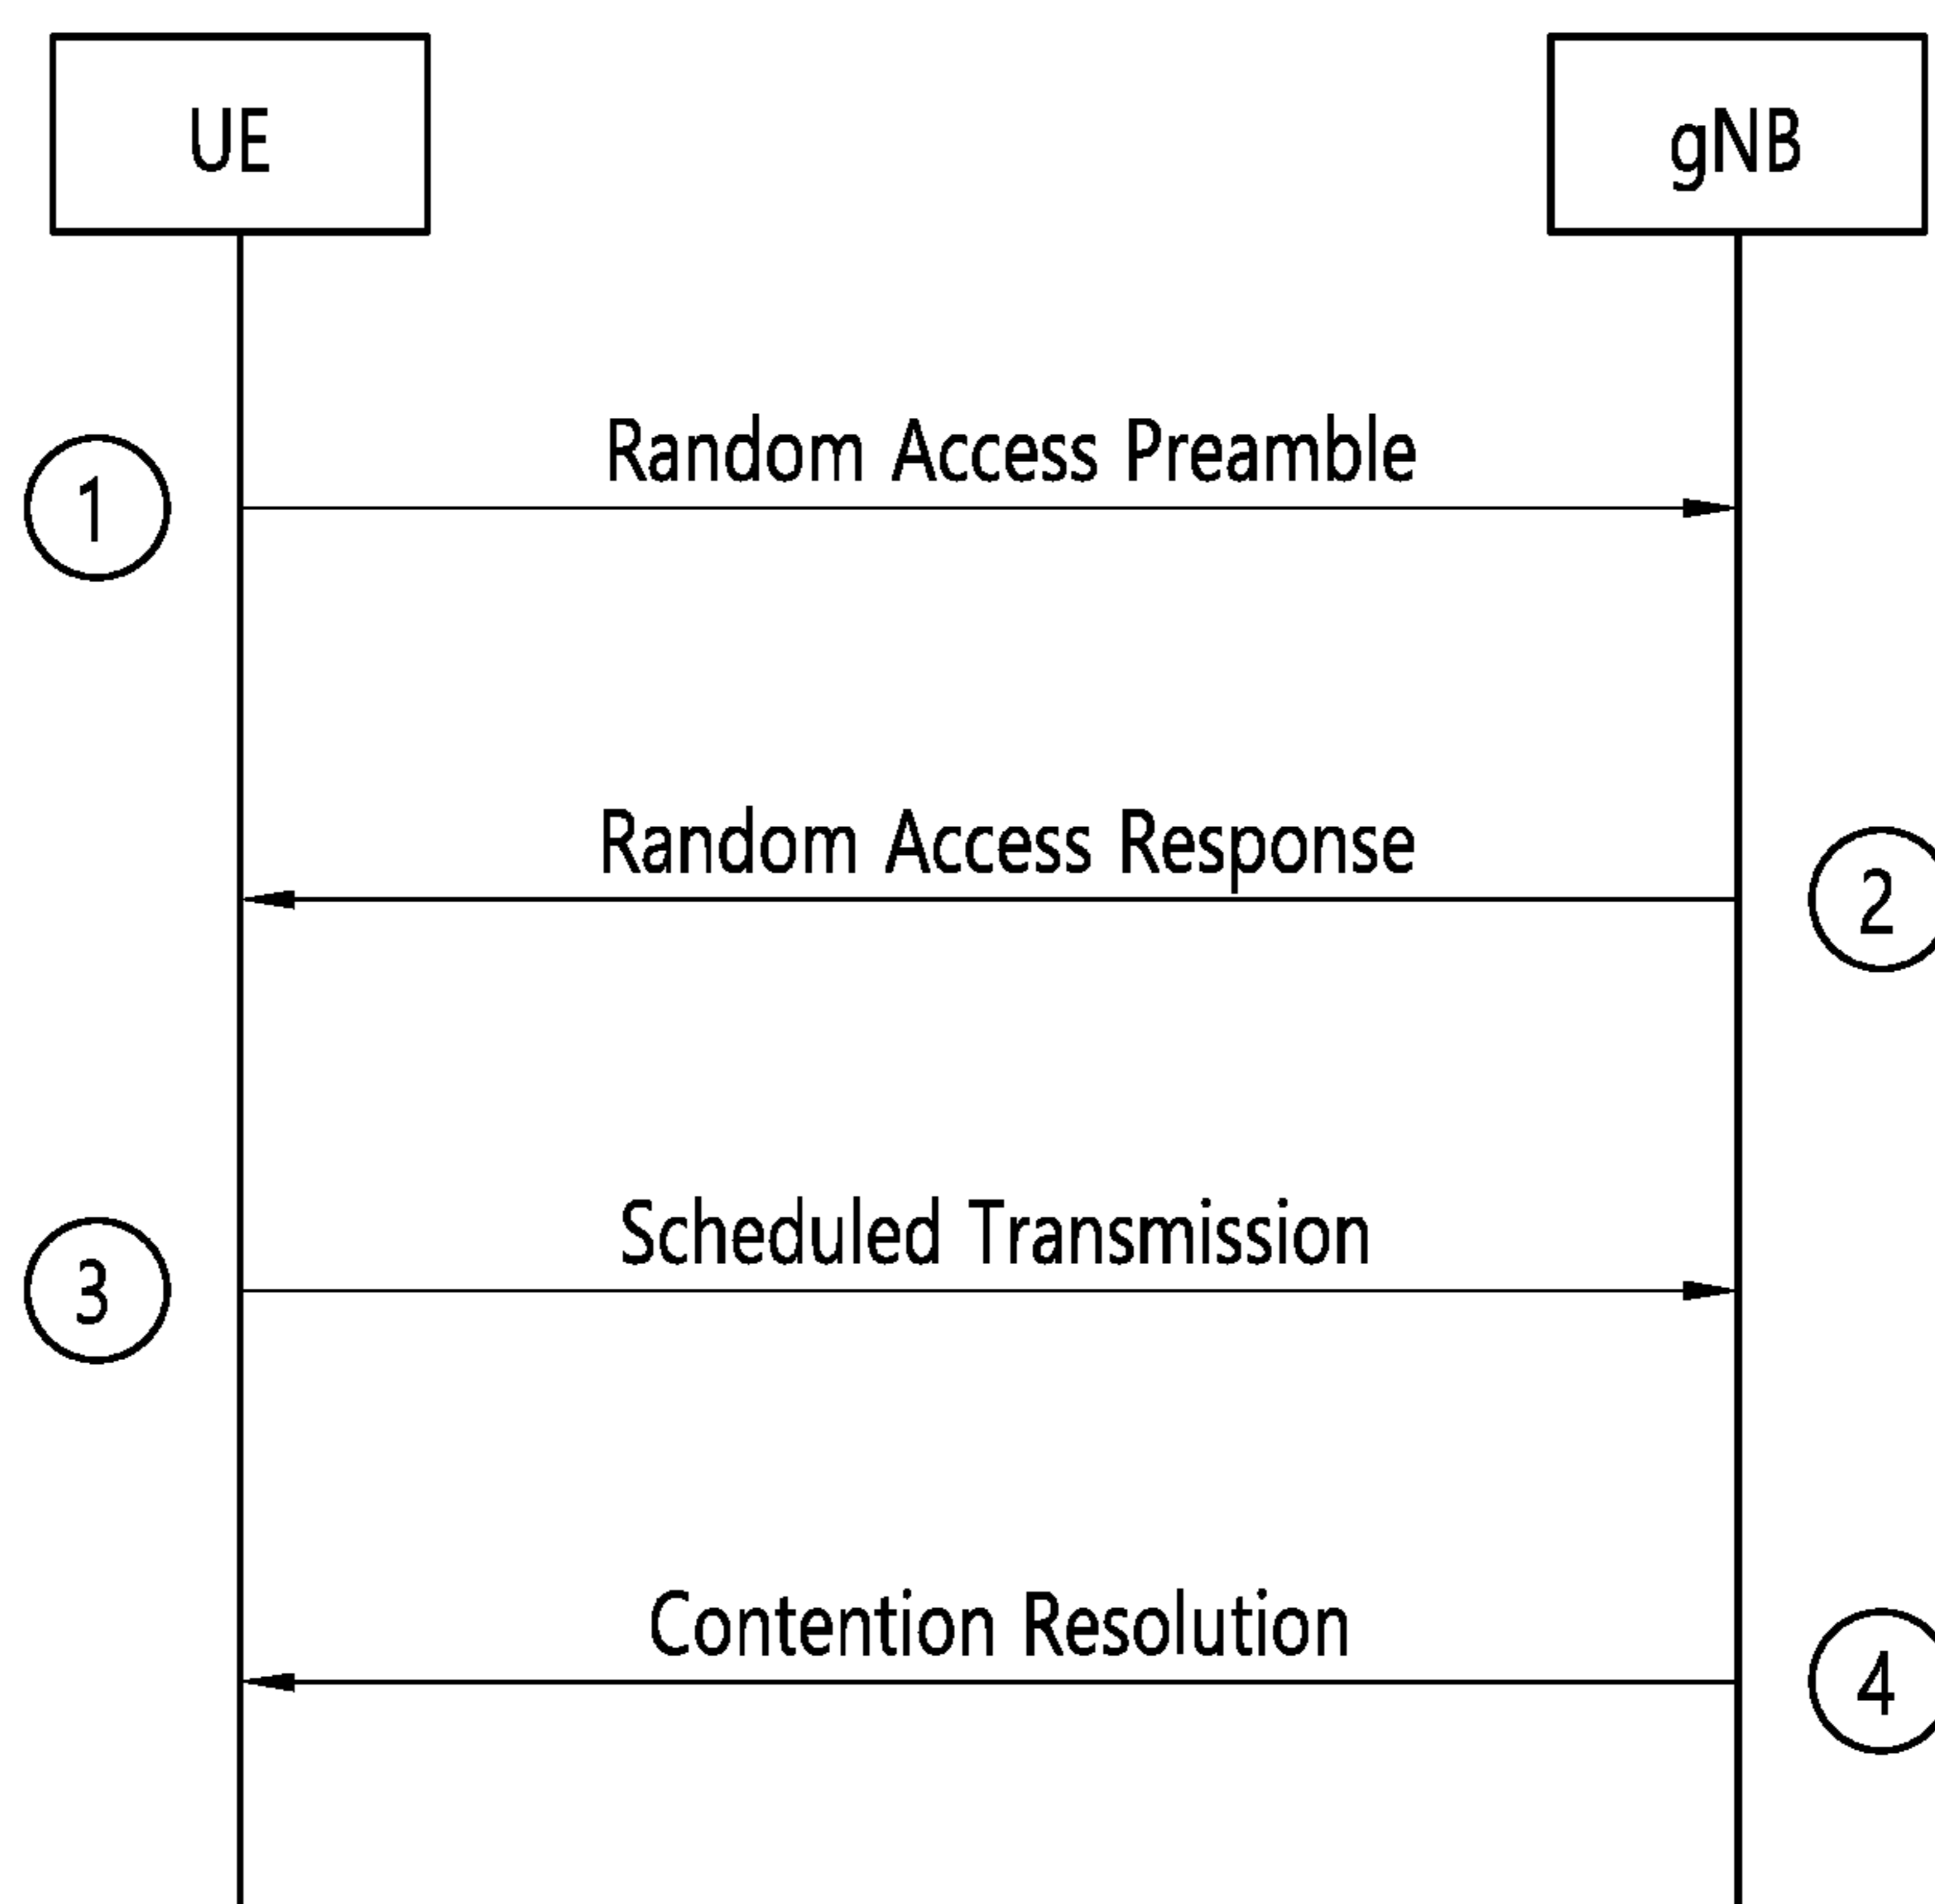 UE
gNB
Random Access Preamble
1
Random Access Response
2
Scheduled Transmission
3
Contention Resolution
4